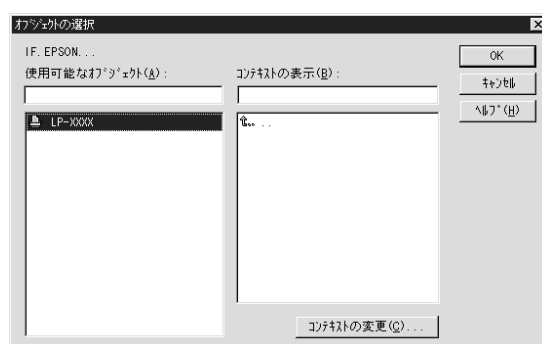 オブジェクトの選択
IF.EPSON...
使用可能なオブジェクト(A):
コンテキストの表示(B):
LP-XXXX
..
OK
キャンセル
ヘルプ(H)
コンテキストの変更(C)...